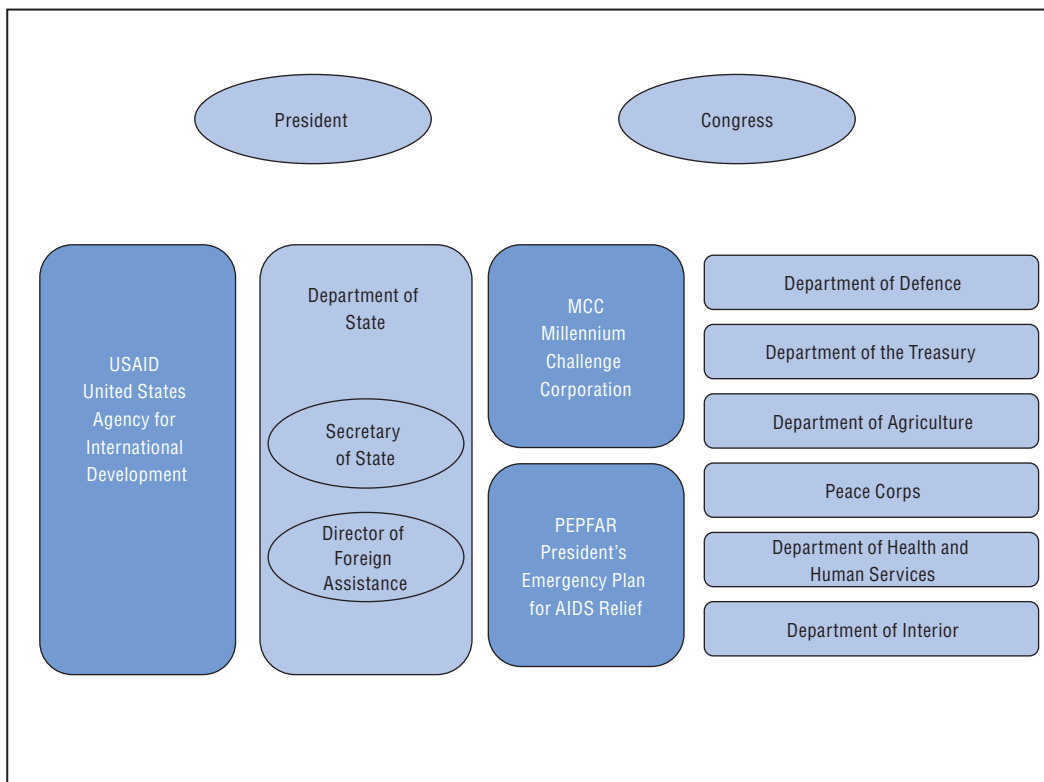 President
Congress
USAID
United States
Agency for
International
Development
Department of
State
Secretary
of State
Director of
Foreign
Assistance
MCC
Millennium
Challenge
Corporation
PEPFAR
President's
Emergency Plan
for AIDS Relief
Department of Defence
Department of the Treasury
Department of Agriculture
Peace Corps
Department of Health and
Human Services
Department of Interior